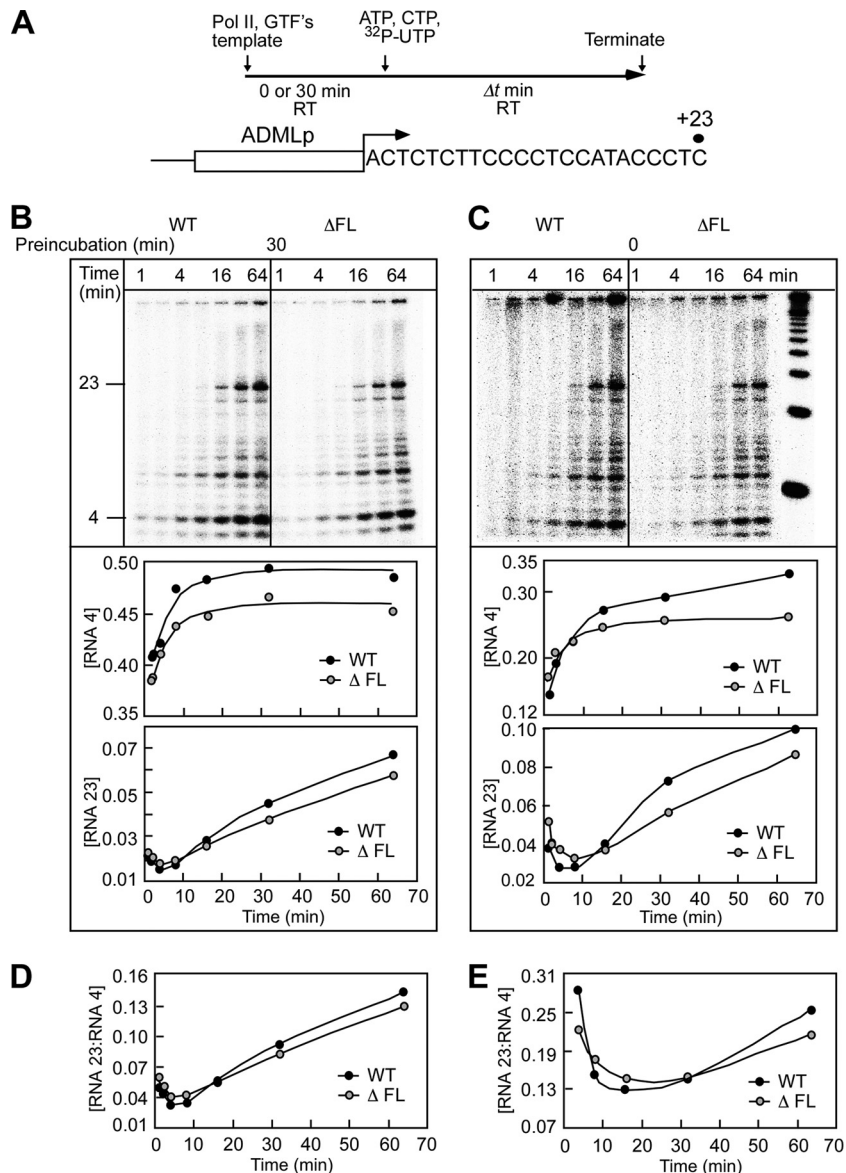 A
Pol II, GTF's
template
ATP, CTP,
32P-UTP
Terminate
0 or 30 min
RT
Δt min
RT
ADMLp
+23
ACTCTCTTCCCCTCCATACCCTC
B
WT
ΔFL
Preincubation (min) 30
Time
(min)
1 4 16 64 1 4 16 64
23
4
0.50
0.45
0.40
0.35
[RNA 4]
WT
Δ FL
0.07
0.05
0.03
0.01
[RNA 23]
WT
Δ FL
0 10 20 30 40 50 60 70
Time (min)
C
WT
ΔFL
0
1 4 16 64 1 4 16 64 min
0.35
0.30
0.20
0.12
[RNA 4]
WT
Δ FL
0.10
0.08
0.06
0.04
0.02
[RNA 23]
WT
Δ FL
0 10 20 30 40 50 60 70
Time (min)
D
0.16
0.13
0.10
0.07
0.04
0.01
[RNA 23:RNA 4]
WT
Δ FL
0 10 20 30 40 50 60 70
Time (min)
E
0.31
0.25
0.19
0.13
0.07
[RNA 23:RNA 4]
WT
Δ FL
0 10 20 30 40 50 60 70
Time (min)